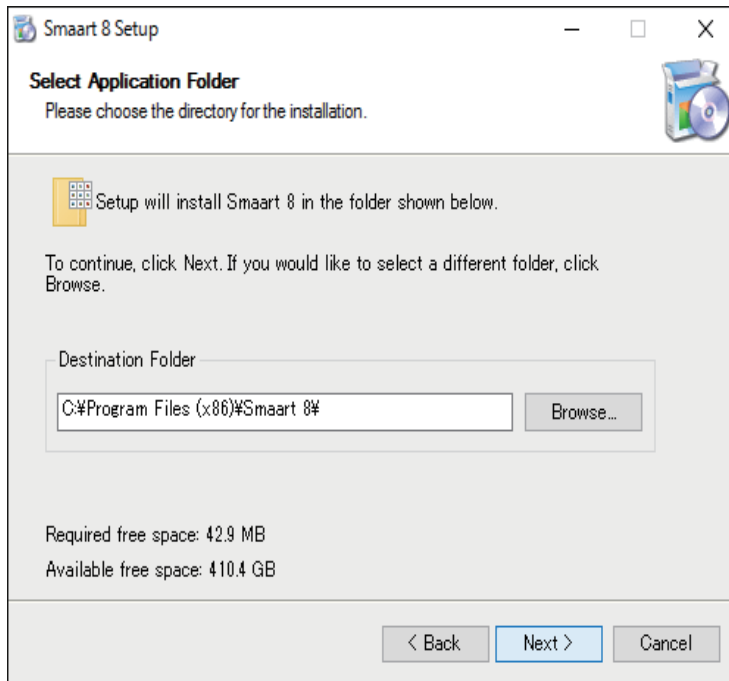 Smaart 8 Setup
Select Application Folder
Please choose the directory for the installation.
Setup will install Smaart 8 in the folder shown below.
To continue, click Next. If you would like to select a different folder, click
Browse.
Destination Folder
C:¥Program Files (x86)¥Smaart 8¥
Browse...
Required free space: 42.9 MB
Available free space: 410.4 GB
< Back
Next >
Cancel